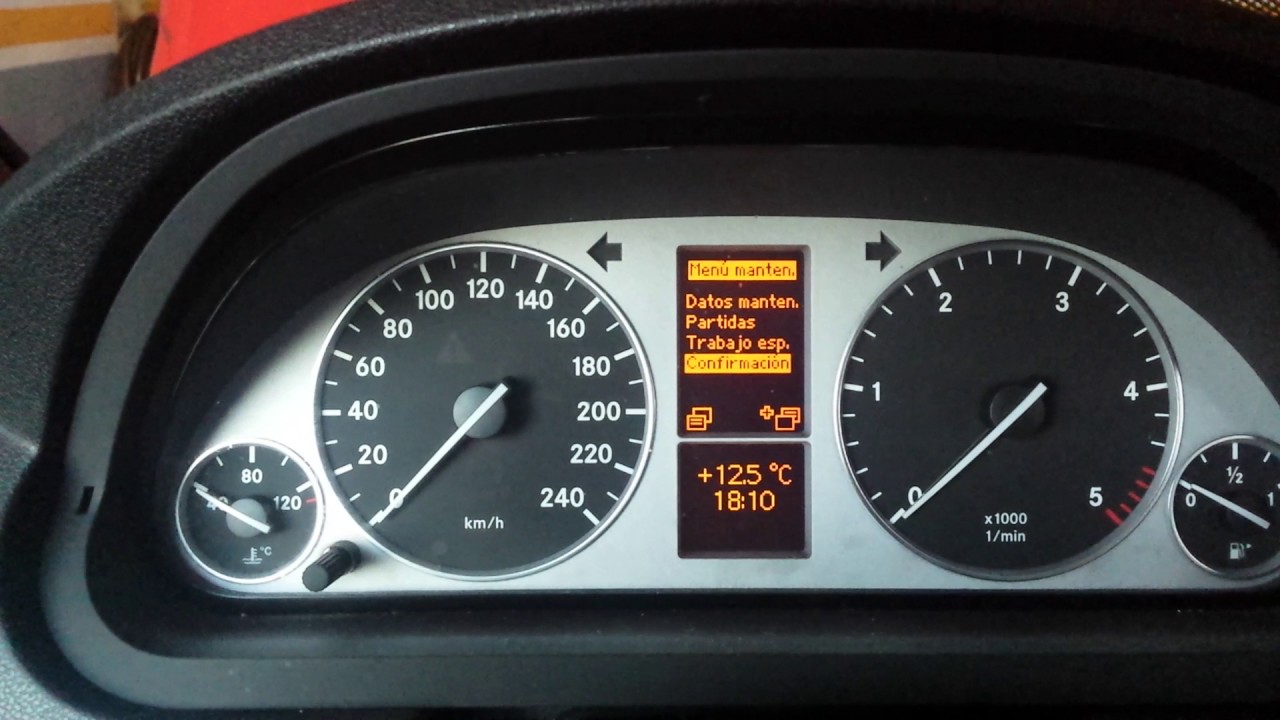 Menú manten.
Datos manten.
Partidas
Trabajo esp.
Confirmación
+12.5 °C
18:10
0
20
40
60
80
100
120
140
160
180
200
220
240
km/h
0
1
2
3
4
5
x1000
1/min
40
80
120
°C
0
1/2
1